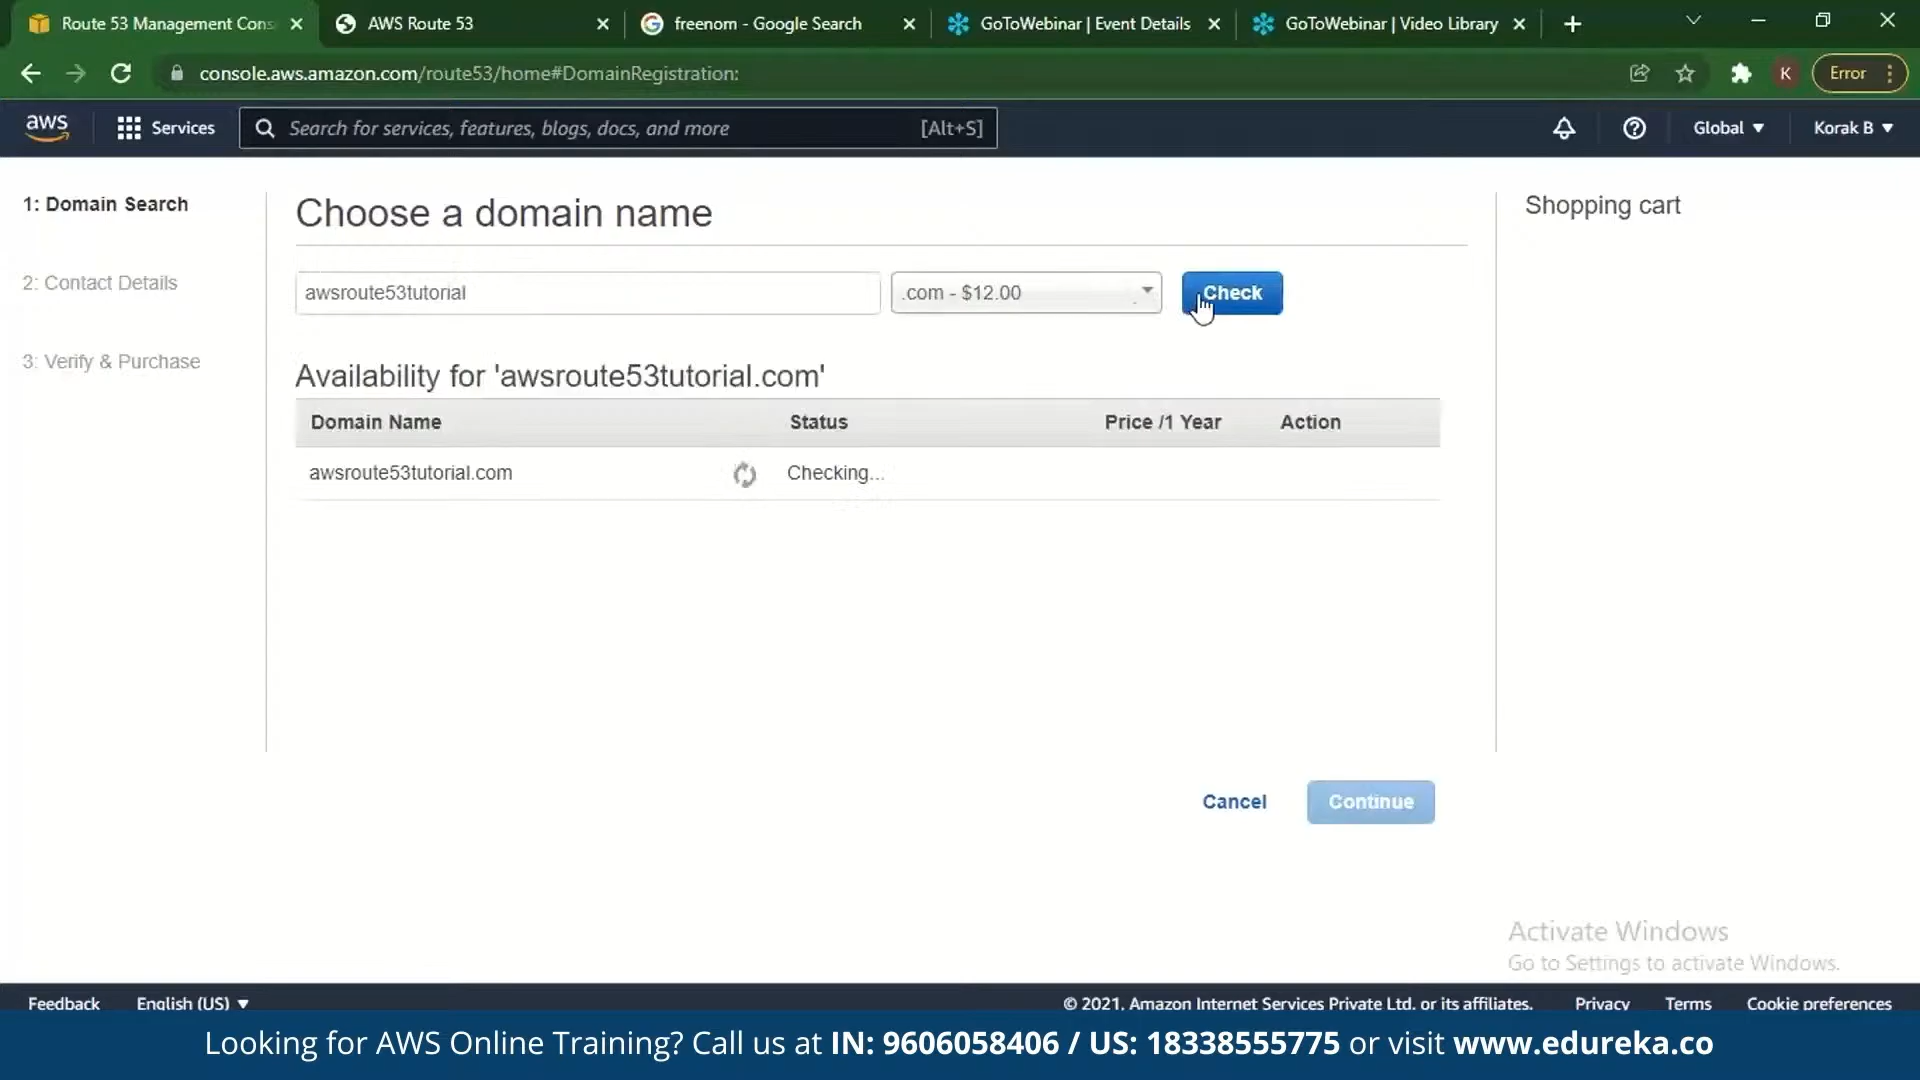 Route 53 Management Cons
AWS Route 53
freenom - Google Search
GoToWebinar | Event Details
GoToWebinar | Video Library
console.aws.amazon.com/route53/home#DomainRegistration:
K
Error
aws
Services
Search for services, features, blogs, docs, and more
[Alt+S]
Global
Korak B
1: Domain Search
2: Contact Details
3: Verify & Purchase
Choose a domain name
awsroute53tutorial
.com - $12.00
Check
Availability for 'awsroute53tutorial.com'
Domain Name Status Price /1 Year Action
awsroute53tutorial.com Checking...
Cancel
Continue
Shopping cart
Activate Windows
Go to Settings to activate Windows.
Feedback English (US)
© 2021, Amazon Internet Services Private Ltd. or its affiliates. Privacy Terms Cookie preferences
Looking for AWS Online Training? Call us at IN: 9606058406 / US: 18338555775 or visit www.edureka.co